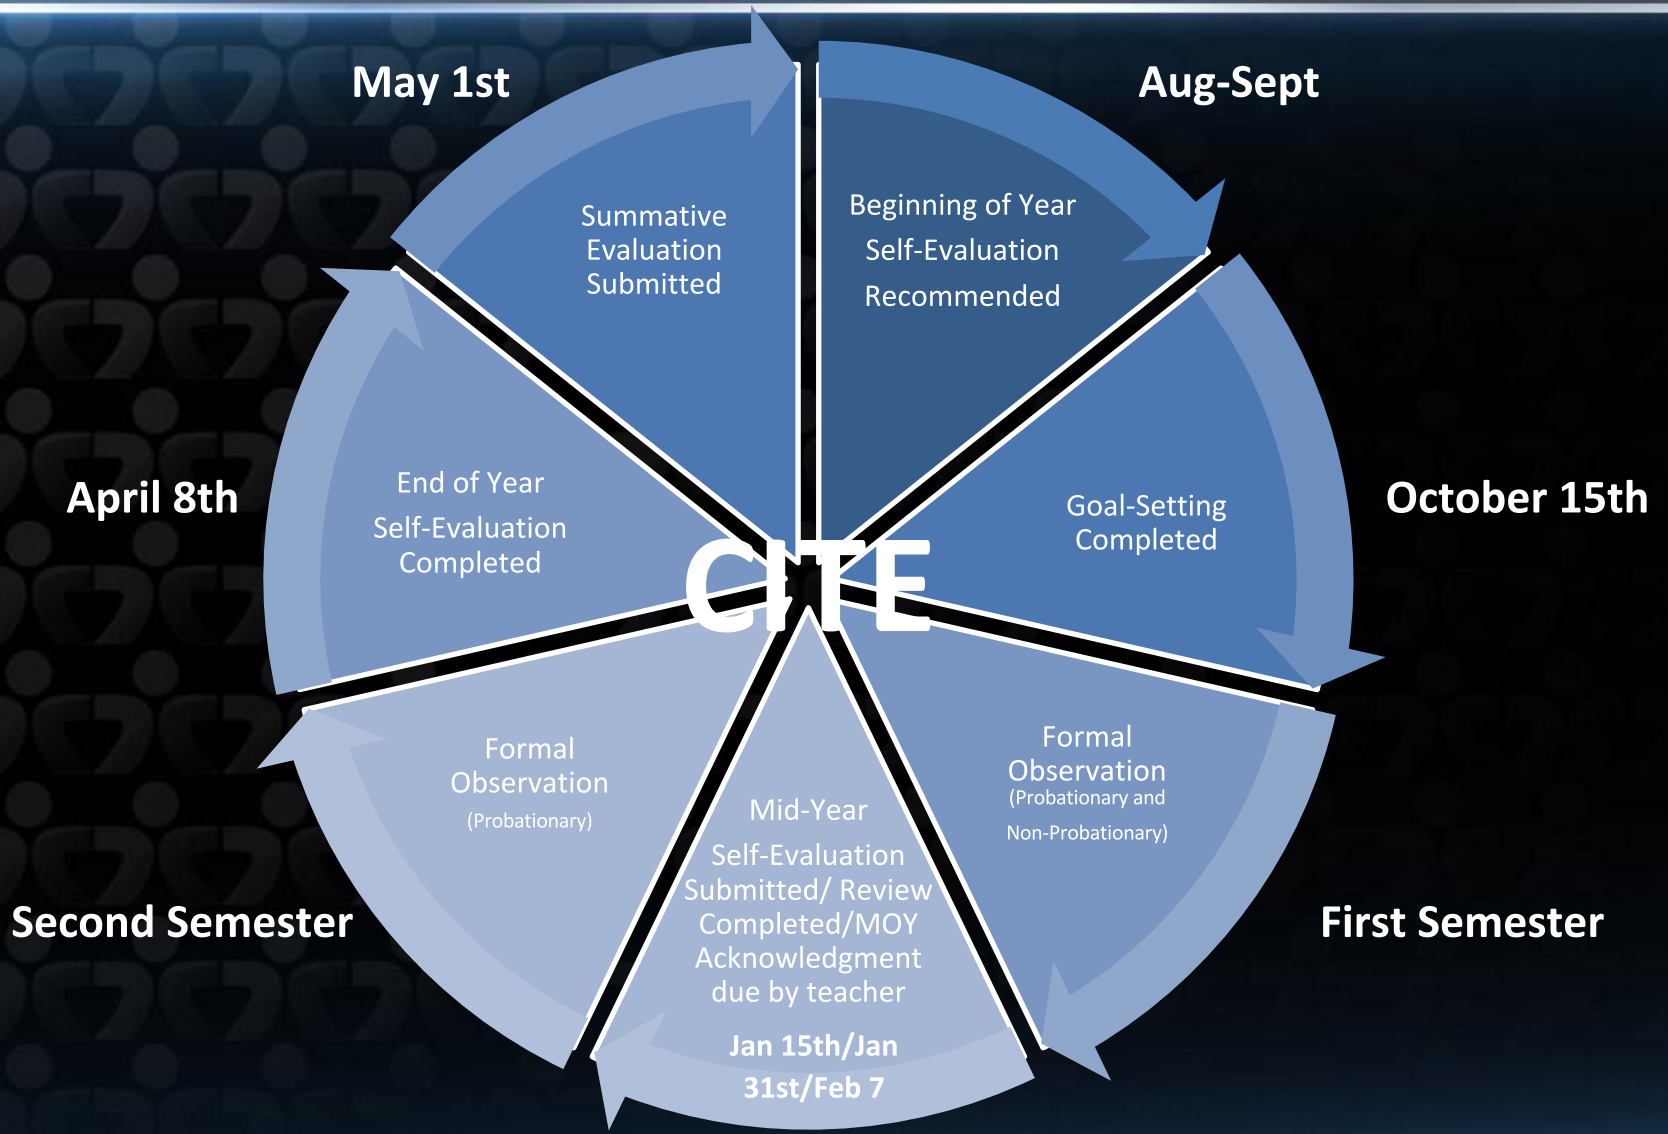 May 1st
Aug-Sept
Summative
Evaluation
Submitted
Beginning of Year
Self-Evaluation
Recommended
April 8th
End of Year
Self-Evaluation
Completed
Goal-Setting
Completed
October 15th
CITE
Formal
Observation
(Probationary)
Mid-Year
Self-Evaluation
Submitted/ Review
Completed/MOY
Acknowledgment
due by teacher
Jan 15th/Jan
31st/Feb 7
Formal
Observation
(Probationary and
Non-Probationary)
Second Semester
First Semester